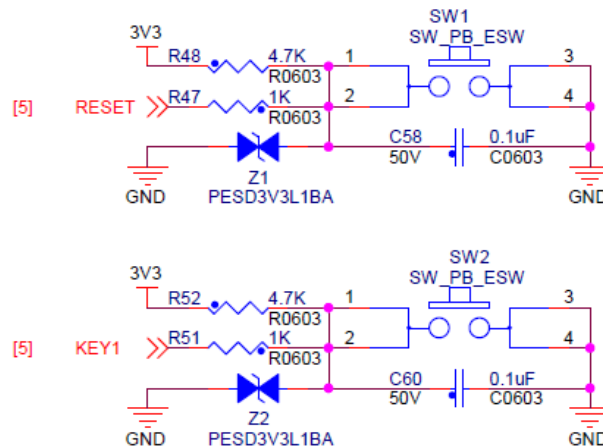 SW1
3V3
SW_PB_ESW
R48 4.7K 1 3
R0603
[5] RESET R47 1K 2 4
R0603
C58 0.1uF
50V C0603
GND Z1 GND
PESD3V3L1BA
SW2
3V3
SW_PB_ESW
R52 4.7K 1 3
R0603
[5] KEY1 R51 1K 2 4
R0603
C60 0.1uF
50V C0603
GND Z2 GND
PESD3V3L1BA